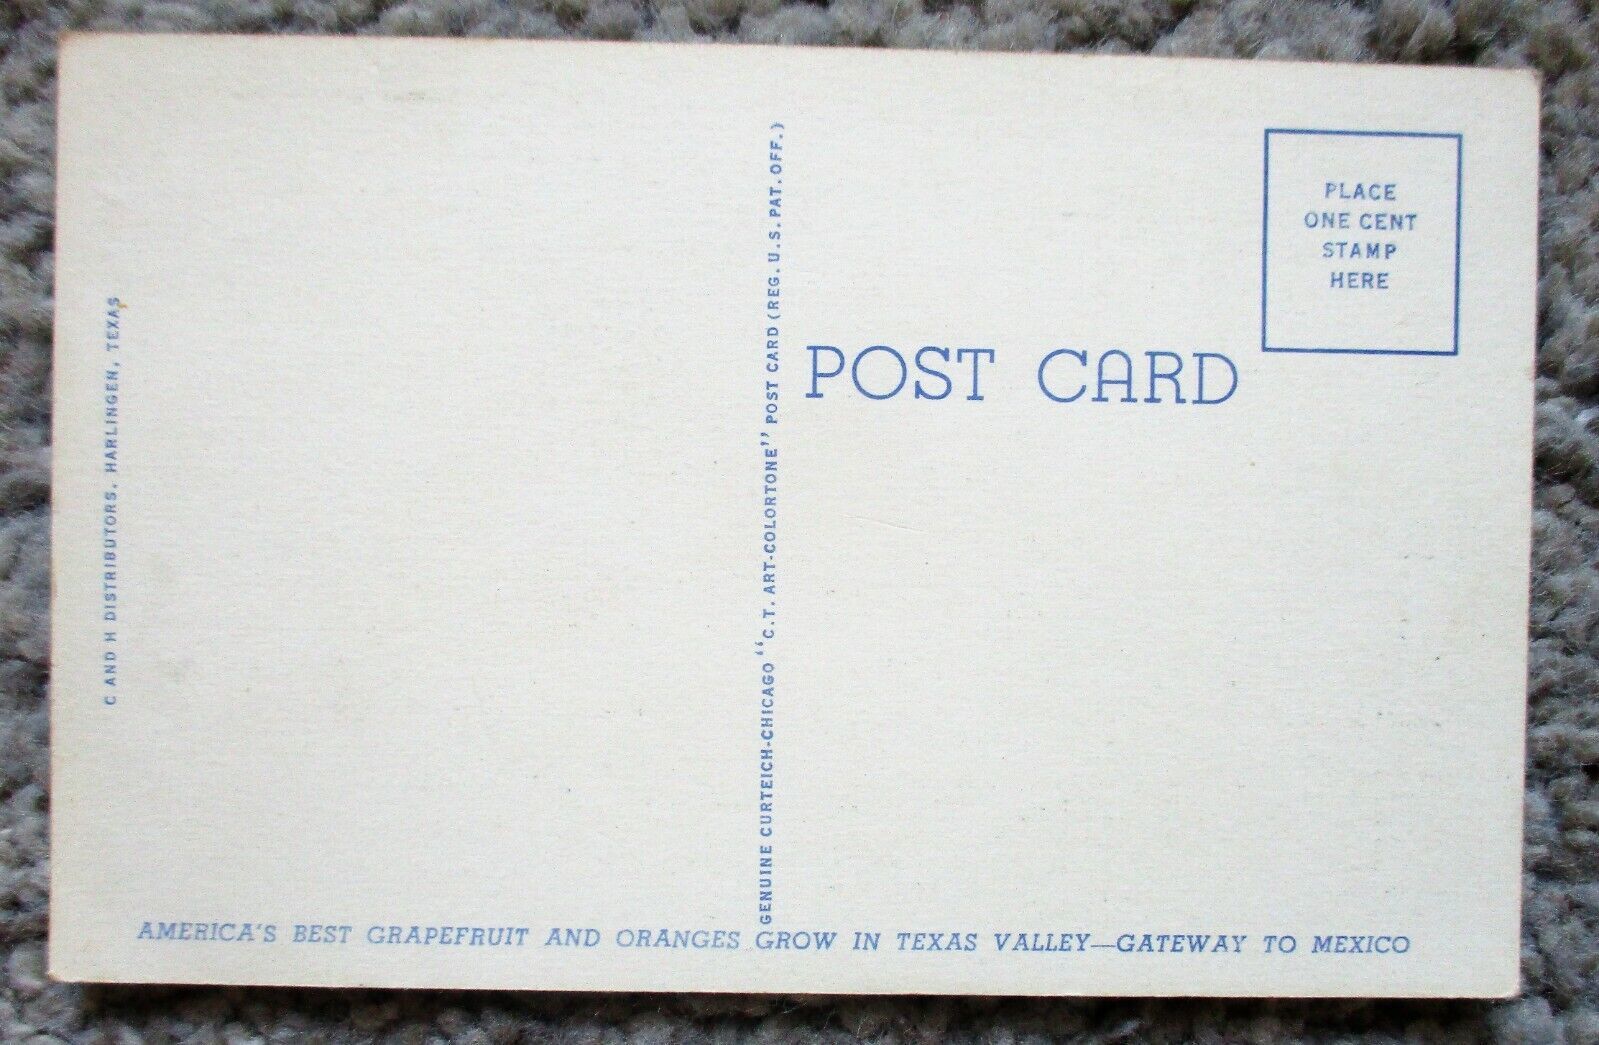 C AND H DISTRIBUTORS, HARLINGEN, TEXAS
GENUINE CURTEICH-CHICAGO "C.T. ART-COLORTONE" POST CARD (REG. U.S. PAT. OFF.)
POST CARD
PLACE
ONE CENT
STAMP
HERE
AMERICA'S BEST GRAPEFRUIT AND ORANGES GROW IN TEXAS VALLEY—GATEWAY TO MEXICO